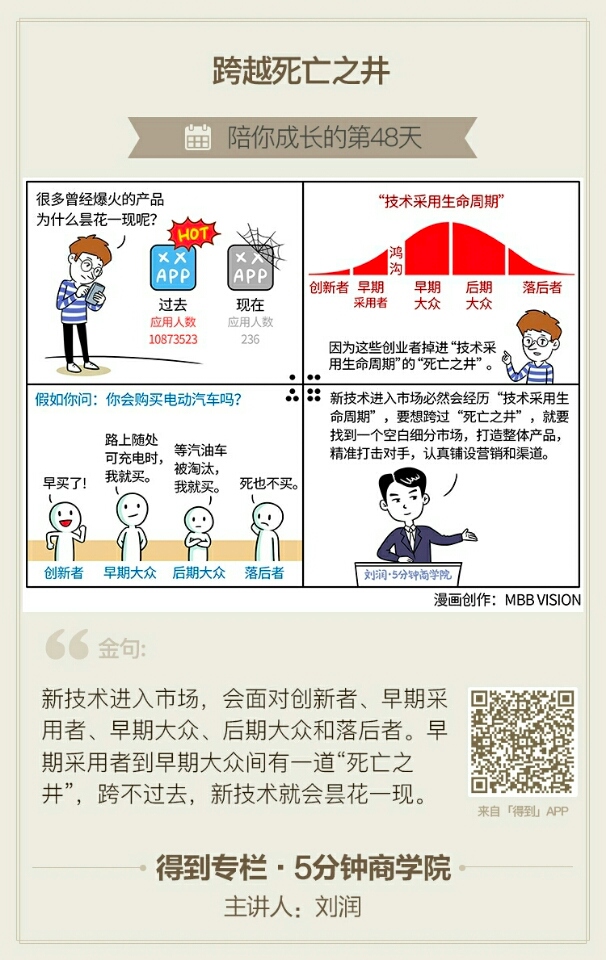 跨越死亡之井
陪你成长的第48天
很多曾经爆火的产品
为什么昙花一现呢?
HOT
APP
APP
过去
现在
应用人数
应用人数
10873523
236
“技术采用生命周期”
鸿
沟
创新者
早期
采用者
早期
大众
后期
大众
落后者
因为这些创业者掉进“技术采
用生命周期”的“死亡之井”。
假如你问：你会购买电动汽车吗?
早买了!
路上随处
可充电时，
我就买。
等汽油车
被淘汰，
我就买。
死也不买。
创新者
早期大众
后期大众
落后者
新技术进入市场必然会经历“技术采用生
命周期”，要想跨过“死亡之井”，就要
找到一个空白细分市场，打造整体产品，
精准打击对手，认真铺设营销和渠道。
刘润·5分钟商学院
漫画创作：MBB VISION
金句:
新技术进入市场，会面对创新者、早期采
用者、早期大众、后期大众和落后者。早
期采用者到早期大众间有一道“死亡之
井”，跨不过去，新技术就会昙花一现。
来自「得到」APP
得到专栏·5分钟商学院
主讲人：刘润